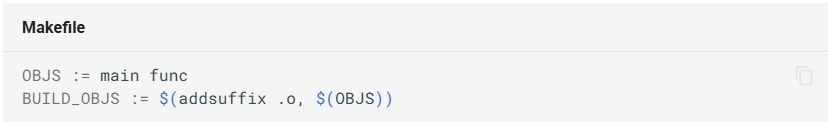 Makefile
OBJS := main func
BUILD_OBJS := $(addsuffix .o, $(OBJS))